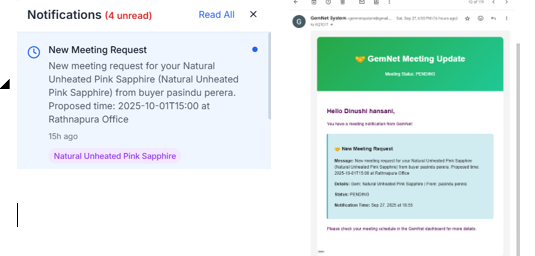 Notifications (4 unread)
Read All
New Meeting Request
New meeting request for your Natural
Unheated Pink Sapphire (Natural Unheated
Pink Sapphire) from buyer pasindu perera.
Proposed time: 2025-10-01T15:00 at
Rathnapura Office
15h ago
Natural Unheated Pink Sapphire
GemNet System
GemNet Meeting Update
Meeting Status: PENDING
Hello Dinushi hansani,
You have a meeting notification from GemNet:
New Meeting Request
Message: New meeting request for your Natural Unheated Pink Sapphire
(Natural Unheated Pink Sapphire) from buyer pasindu perera. Proposed time:
2025-10-01T15:00 at Rathnapura Office
Details: Gem: Natural Unheated Pink Sapphire | From: pasindu perera
Status: PENDING
Notification Time: Sep 27, 2025 at
Please check your meeting schedule in the GemNet dashboard for more details.